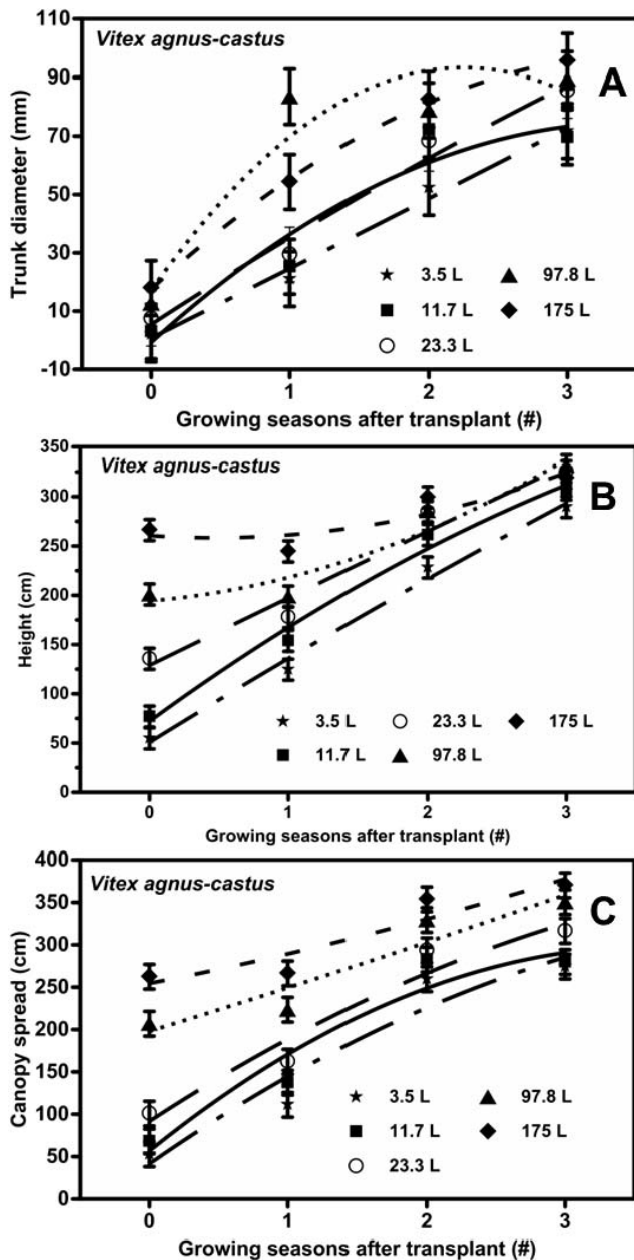 110
Vitex agnus-castus
A
90
70
50
30
10
-10
Trunk diameter (mm)
3.5 L
97.8 L
11.7 L
175 L
23.3 L
0 1 2 3
Growing seasons after transplant (#)
350
Vitex agnus-castus
B
300
250
200
150
100
50
0
Height (cm)
3.5 L
23.3 L
175 L
11.7 L
97.8 L
0 1 2 3
Growing seasons after transplant (#)
400
Vitex agnus-castus
C
350
300
250
200
150
100
50
0
Canopy spread (cm)
3.5 L
97.8 L
11.7 L
175 L
23.3 L
0 1 2 3
Growing seasons after transplant (#)